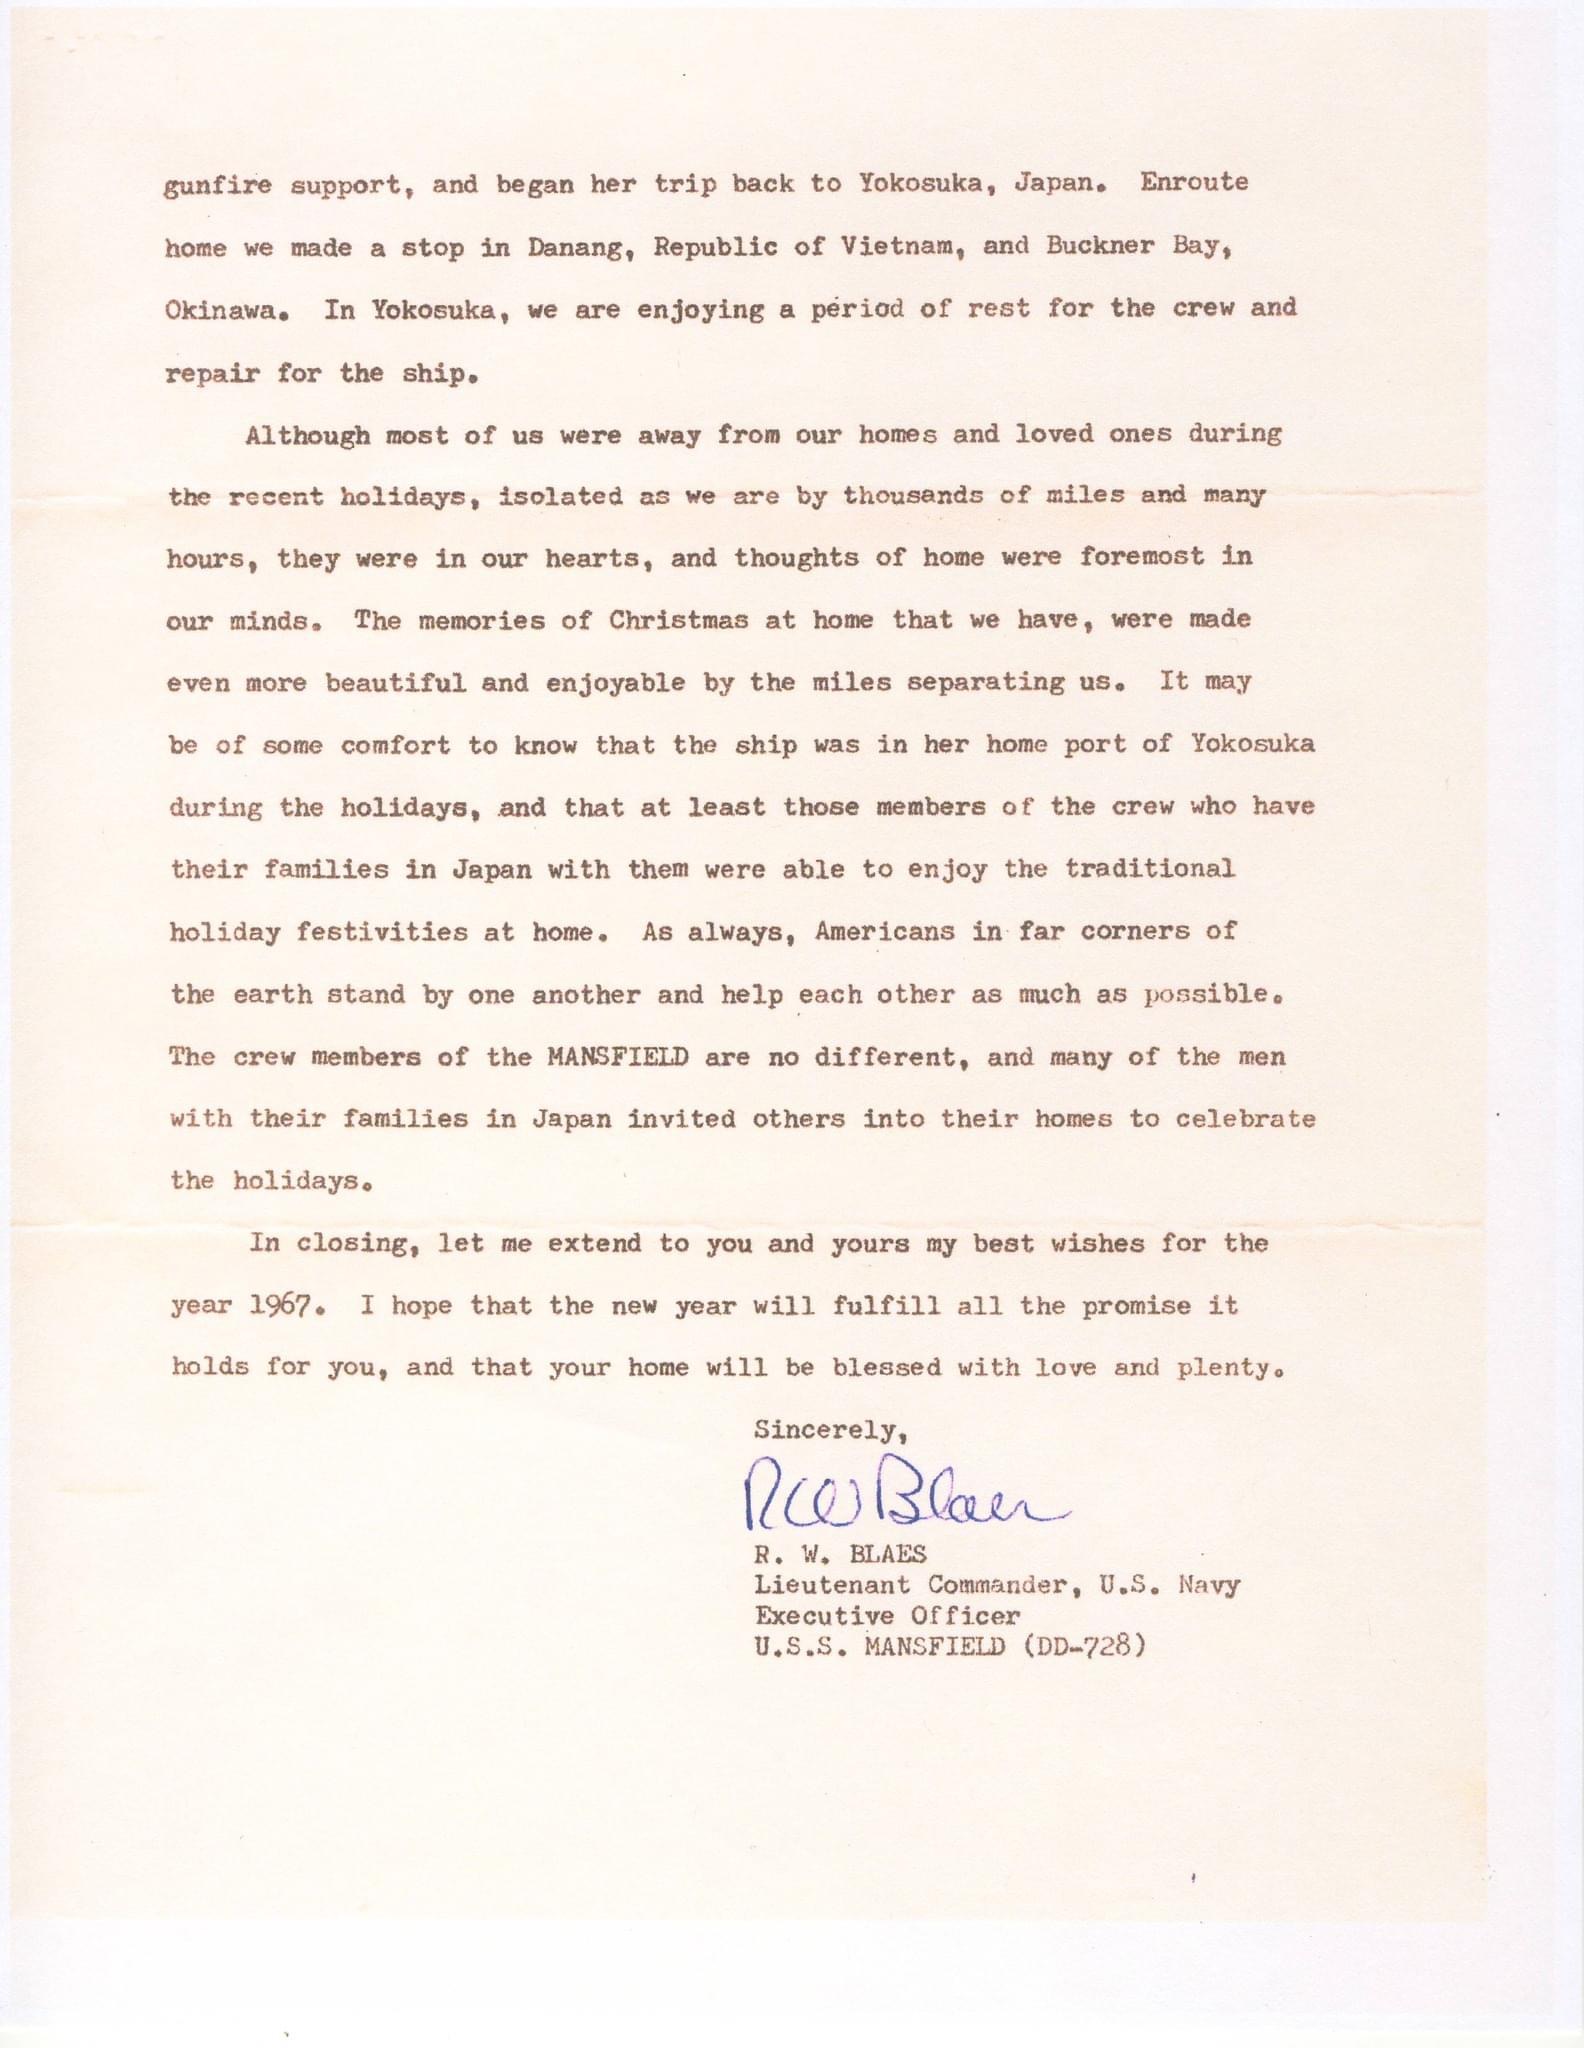 gunfire support, and began her trip back to Yokosuka, Japan. Enroute
home we made a stop in Danang, Republic of Vietnam, and Buckner Bay,
Okinawa. In Yokosuka, we are enjoying a period of rest for the crew and
repair for the ship.
Although most of us were away from our homes and loved ones during
the recent holidays, isolated as we are by thousands of miles and many
hours, they were in our hearts, and thoughts of home were foremost in
our minds. The memories of Christmas at home that we have, were made
even more beautiful and enjoyable by the miles separating us. It may
be of some comfort to know that the ship was in her home port of Yokosuka
during the holidays, and that at least those members of the crew who have
their families in Japan with them were able to enjoy the traditional
holiday festivities at home. As always, Americans in far corners of
the earth stand by one another and help each other as much as possible.
The crew members of the MANSFIELD are no different, and many of the men
with their families in Japan invited others into their homes to celebrate
the holidays.
In closing, let me extend to you and yours my best wishes for the
year 1967. I hope that the new year will fulfill all the promise it
holds for you, and that your home will be blessed with love and plenty.
Sincerely,
RW Blaes
R. W. BLAES
Lieutenant Commander, U.S. Navy
Executive Officer
U.S.S. MANSFIELD (DD-728)